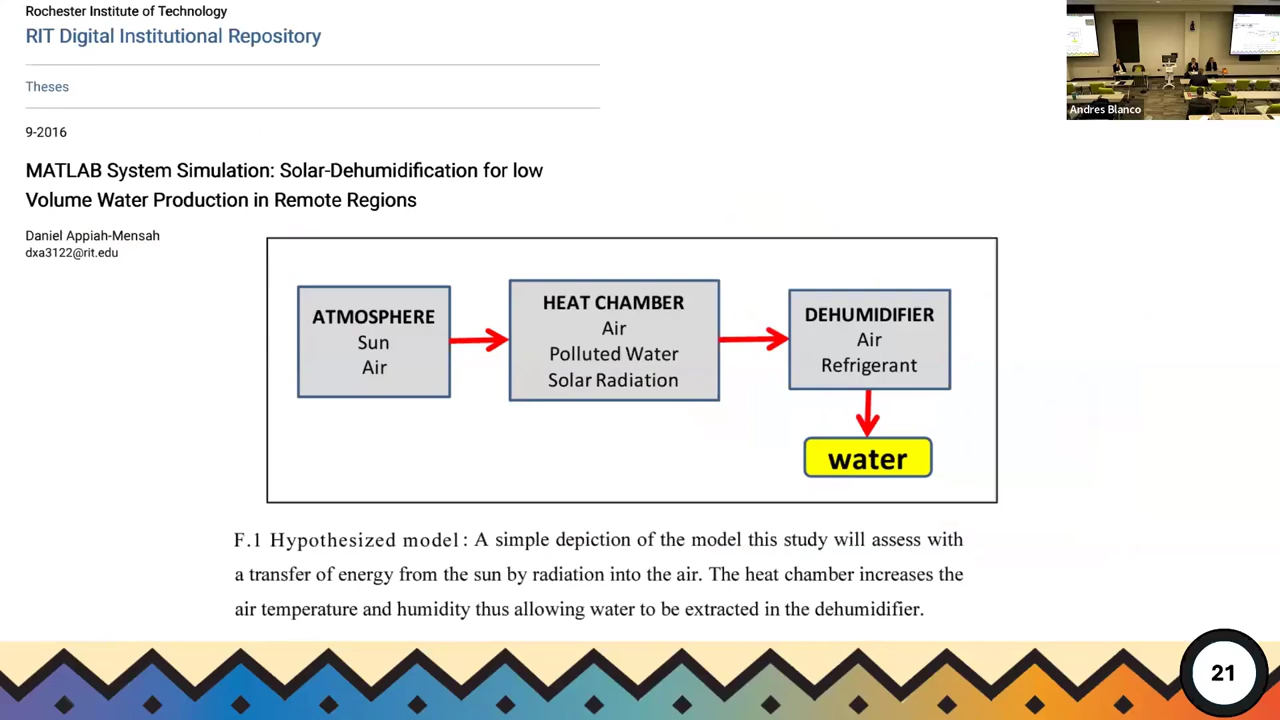 Rochester Institute of Technology
RIT Digital Institutional Repository
Theses
9-2016
MATLAB System Simulation: Solar-Dehumidification for low
Volume Water Production in Remote Regions
Daniel Appiah-Mensah
dxa3122@rit.edu
ATMOSPHERE
Sun
Air
HEAT CHAMBER
Air
Polluted Water
Solar Radiation
DEHUMIDIFIER
Air
Refrigerant
water
F.1 Hypothesized model: A simple depiction of the model this study will assess with
a transfer of energy from the sun by radiation into the air. The heat chamber increases the
air temperature and humidity thus allowing water to be extracted in the dehumidifier.
21
Andres Blanco